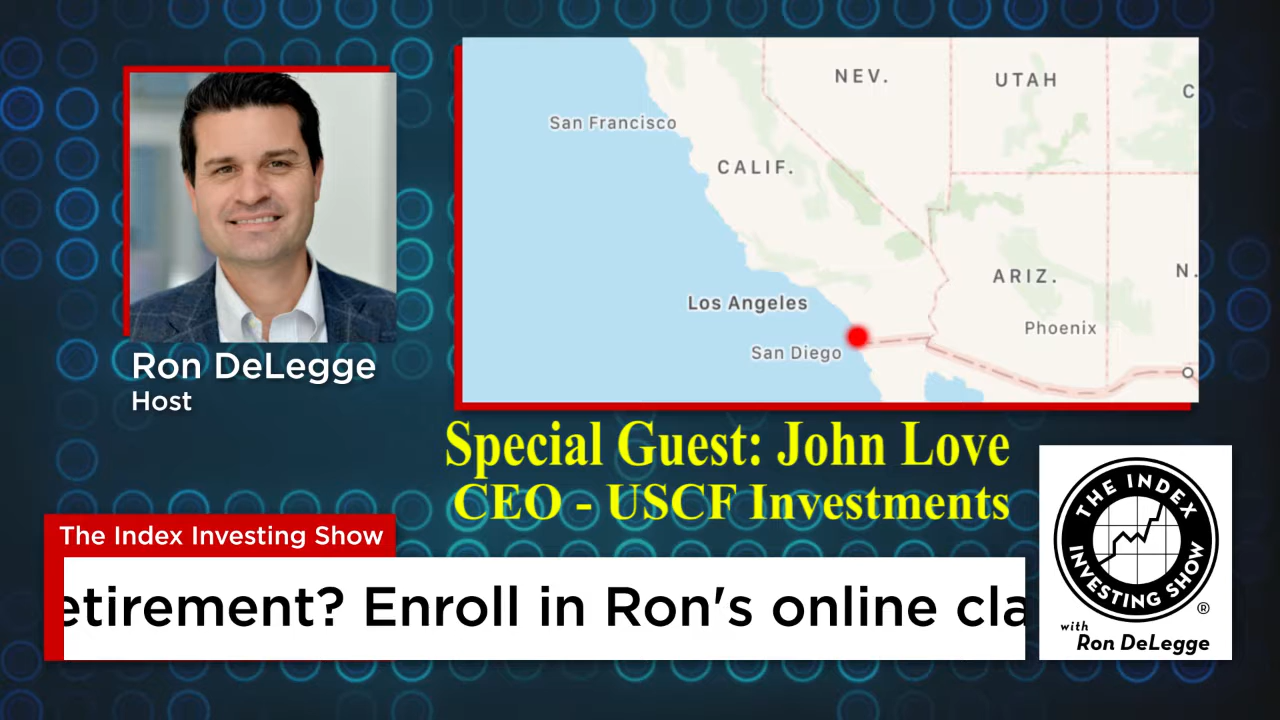 NEV.
UTAH
C
San Francisco
CALIF.
ARIZ.
N.
Los Angeles
Phoenix
San Diego
Ron DeLegge
Host
Special Guest: John Love
CEO - USCF Investments
The Index Investing Show
etirement? Enroll in Ron's online cla
THE INDEX
INVESTING SHOW
®
with
Ron DeLegge